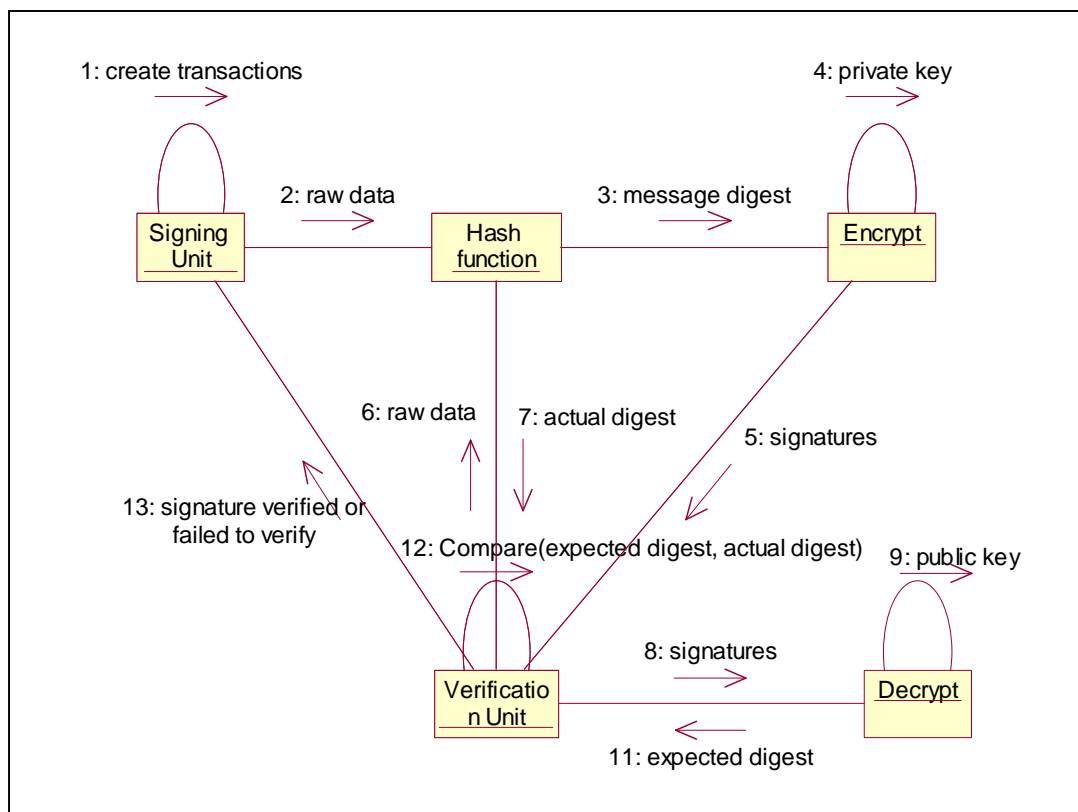 1: create transactions
4: private key
2: raw data
3: message digest
Signing
Unit
Hash
function
Encrypt
6: raw data
7: actual digest
5: signatures
13: signature verified or
failed to verify
12: Compare(expected digest, actual digest)
9: public key
8: signatures
Verificatio
n Unit
Decrypt
11: expected digest